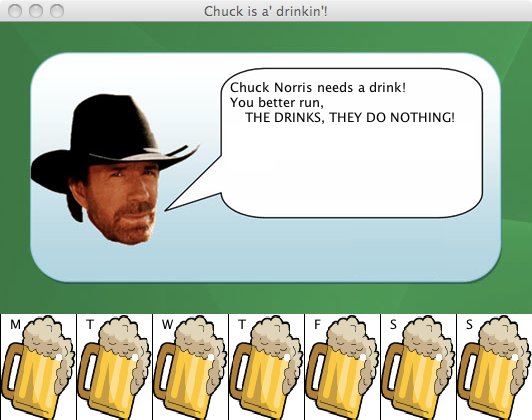 Chuck is a' drinkin'!
Chuck Norris needs a drink!
You better run,
THE DRINKS, THEY DO NOTHING!
M T W T F S S